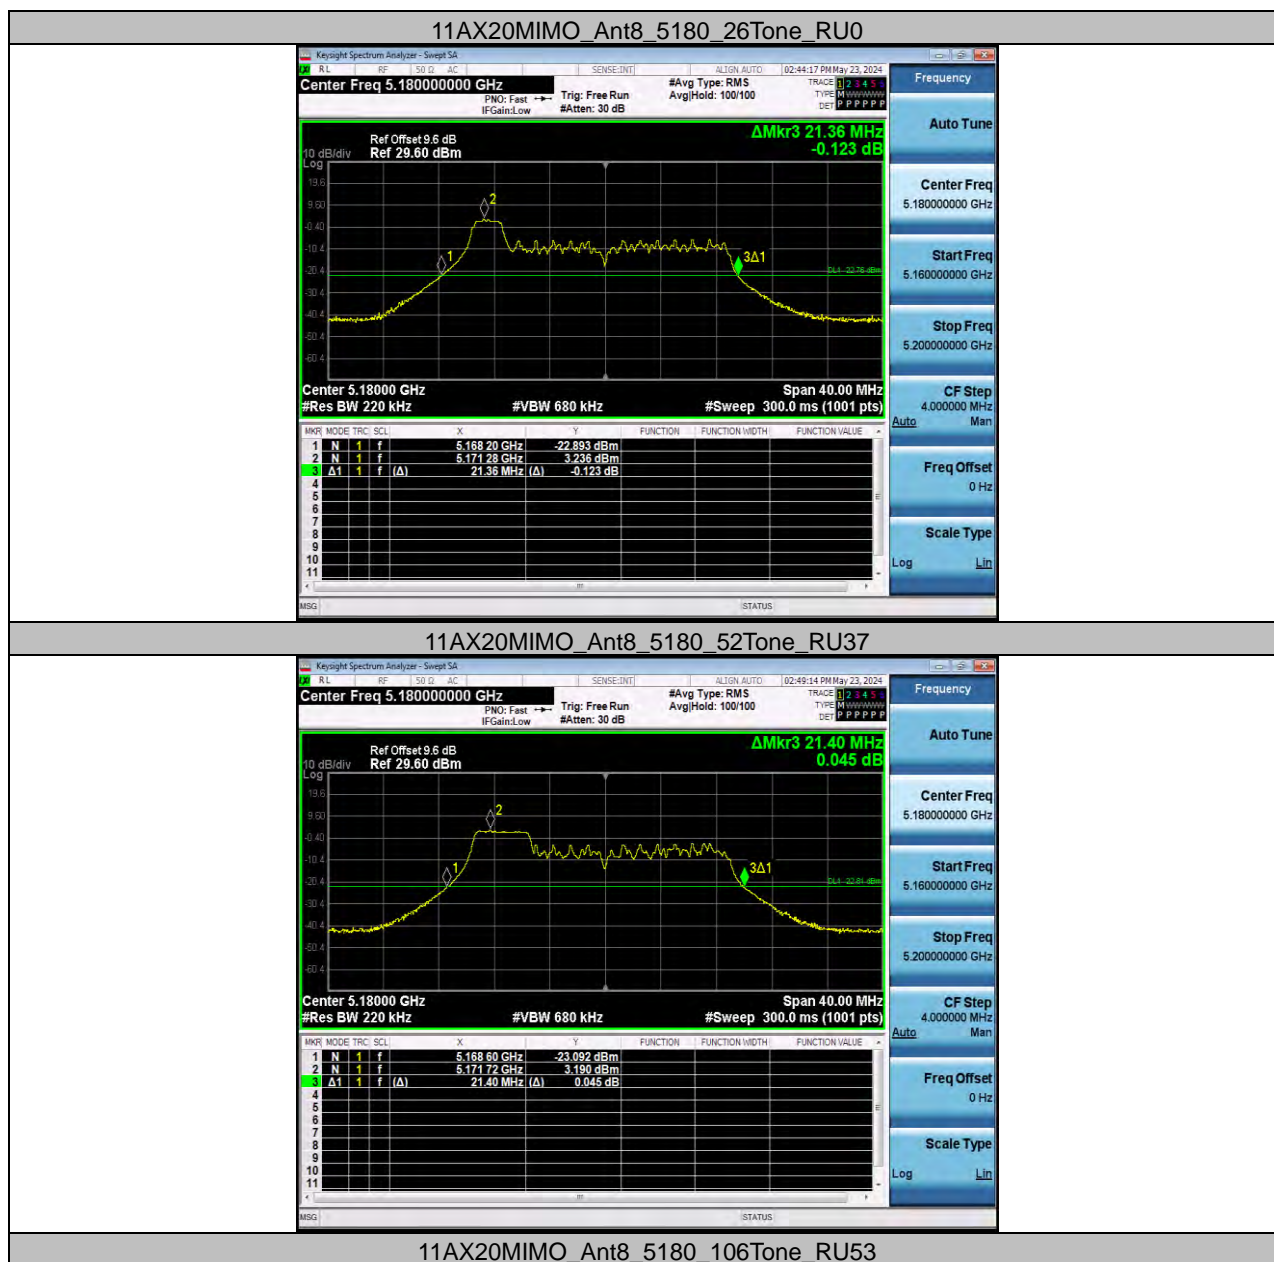 11AX20MIMO_Ant8_5180_26Tone_RU0
Keysight Spectrum Analyzer - Swept SA
RL RF 50 Ω AC SENSE:INT ALIGN AUTO 02:44:17 PM May 23, 2024
Center Freq 5.180000000 GHz #Avg Type: RMS TRACE 1 2 3 4 5 6
PNO: Fast Trig: Free Run Avg|Hold: 100/100 TYPE M WWWWW
IFGain:Low #Atten: 30 dB DET P P P P P P
Frequency
Auto Tune
Ref Offset 9.6 dB ΔMkr3 21.36 MHz
10 dB/div Ref 29.60 dBm -0.123 dB
Log
19.6
9.60
-0.40
-10.4
-20.4
-30.4
-40.4
-50.4
-60.4
1
2
3Δ1
DL1 -22.76 dBm
Center 5.18000 GHz Span 40.00 MHz
#Res BW 220 kHz #VBW 680 kHz #Sweep 300.0 ms (1001 pts)
MKR MODE TRC SCL X Y FUNCTION FUNCTION WIDTH FUNCTION VALUE
1 N 1 f 5.168 20 GHz -22.893 dBm
2 N 1 f 5.171 28 GHz 3.236 dBm
3 Δ1 1 f (Δ) 21.36 MHz (Δ) -0.123 dB
4
5
6
7
8
9
10
11
MSG STATUS
Center Freq
5.180000000 GHz
Start Freq
5.160000000 GHz
Stop Freq
5.200000000 GHz
CF Step
4.000000 MHz
Auto Man
Freq Offset
0 Hz
Scale Type
Log Lin
11AX20MIMO_Ant8_5180_52Tone_RU37
Keysight Spectrum Analyzer - Swept SA
RL RF 50 Ω AC SENSE:INT ALIGN AUTO 02:49:14 PM May 23, 2024
Center Freq 5.180000000 GHz #Avg Type: RMS TRACE 1 2 3 4 5 6
PNO: Fast Trig: Free Run Avg|Hold: 100/100 TYPE M WWWWW
IFGain:Low #Atten: 30 dB DET P P P P P P
Frequency
Auto Tune
Ref Offset 9.6 dB ΔMkr3 21.40 MHz
10 dB/div Ref 29.60 dBm 0.045 dB
Log
19.6
9.60
-0.40
-10.4
-20.4
-30.4
-40.4
-50.4
-60.4
1
2
3Δ1
DL1 -22.81 dBm
Center 5.18000 GHz Span 40.00 MHz
#Res BW 220 kHz #VBW 680 kHz #Sweep 300.0 ms (1001 pts)
MKR MODE TRC SCL X Y FUNCTION FUNCTION WIDTH FUNCTION VALUE
1 N 1 f 5.168 60 GHz -23.092 dBm
2 N 1 f 5.171 72 GHz 3.190 dBm
3 Δ1 1 f (Δ) 21.40 MHz (Δ) 0.045 dB
4
5
6
7
8
9
10
11
MSG STATUS
Center Freq
5.180000000 GHz
Start Freq
5.160000000 GHz
Stop Freq
5.200000000 GHz
CF Step
4.000000 MHz
Auto Man
Freq Offset
0 Hz
Scale Type
Log Lin
11AX20MIMO_Ant8_5180_106Tone_RU53